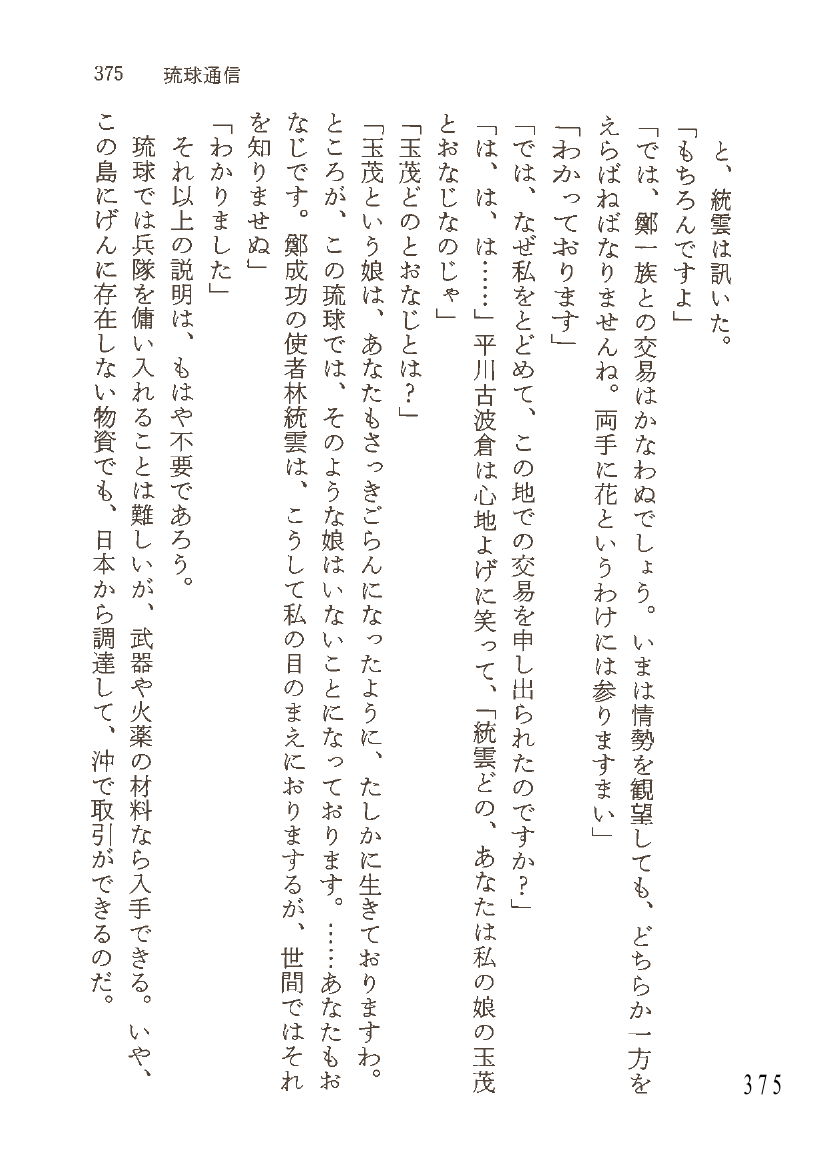 375　琉球通信
と、統雲は訊いた。
「もちろんですよ」
「では、鄭一族との交易はかなわぬでしょう。いまは情勢を観望しても、どちらか一方を
えらばねばなりませんね。両手に花というわけには参りますまい」
「わかっております」
「では、なぜ私をとどめて、この地での交易を申し出られたのですか？」
「は、は、は……」平川古波倉は心地よげに笑って、「統雲どの、あなたは私の娘の玉茂
とおなじなのじゃ」
「玉茂どのとおなじとは？」
「玉茂という娘は、あなたもさっきごらんになったように、たしかに生きておりますわ。
ところが、この琉球では、そのような娘はいないことになっております。……あなたもお
なじです。鄭成功の使者林統雲は、こうして私の目のまえにおりまするが、世間ではそれ
を知りませぬ」
「わかりました」
それ以上の説明は、もはや不要であろう。
琉球では兵隊を傭い入れることは難しいが、武器や火薬の材料なら入手できる。いや、
この島にげんに存在しない物資でも、日本から調達して、沖で取引ができるのだ。
375